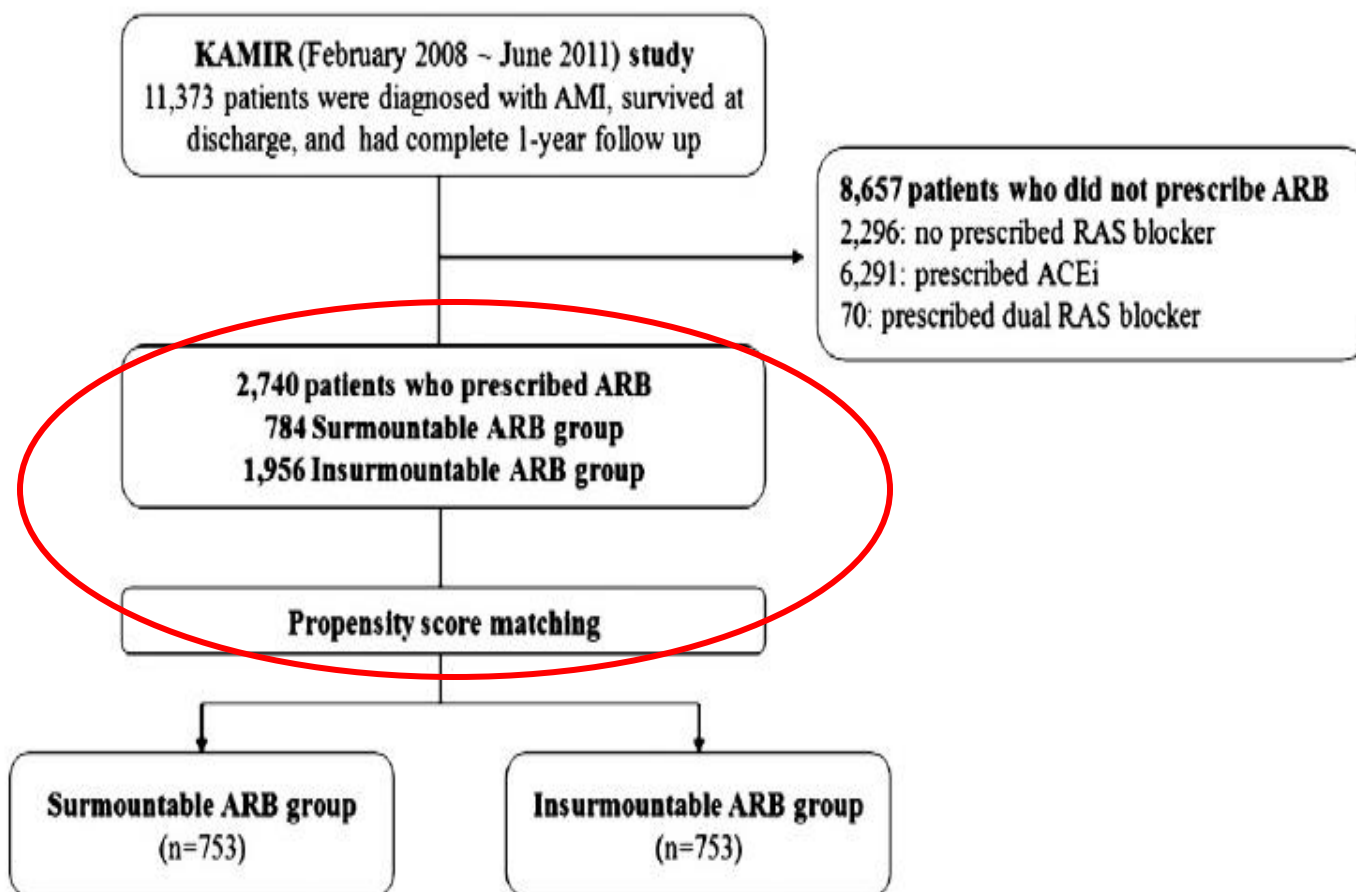 KAMIR (February 2008 ~ June 2011) study
11,373 patients were diagnosed with AMI, survived at
discharge, and had complete 1-year follow up
8,657 patients who did not prescribe ARB
2,296: no prescribed RAS blocker
6,291: prescribed ACEi
70: prescribed dual RAS blocker
2,740 patients who prescribed ARB
784 Surmountable ARB group
1,956 Insurmountable ARB group
Propensity score matching
Surmountable ARB group
(n=753)
Insurmountable ARB group
(n=753)